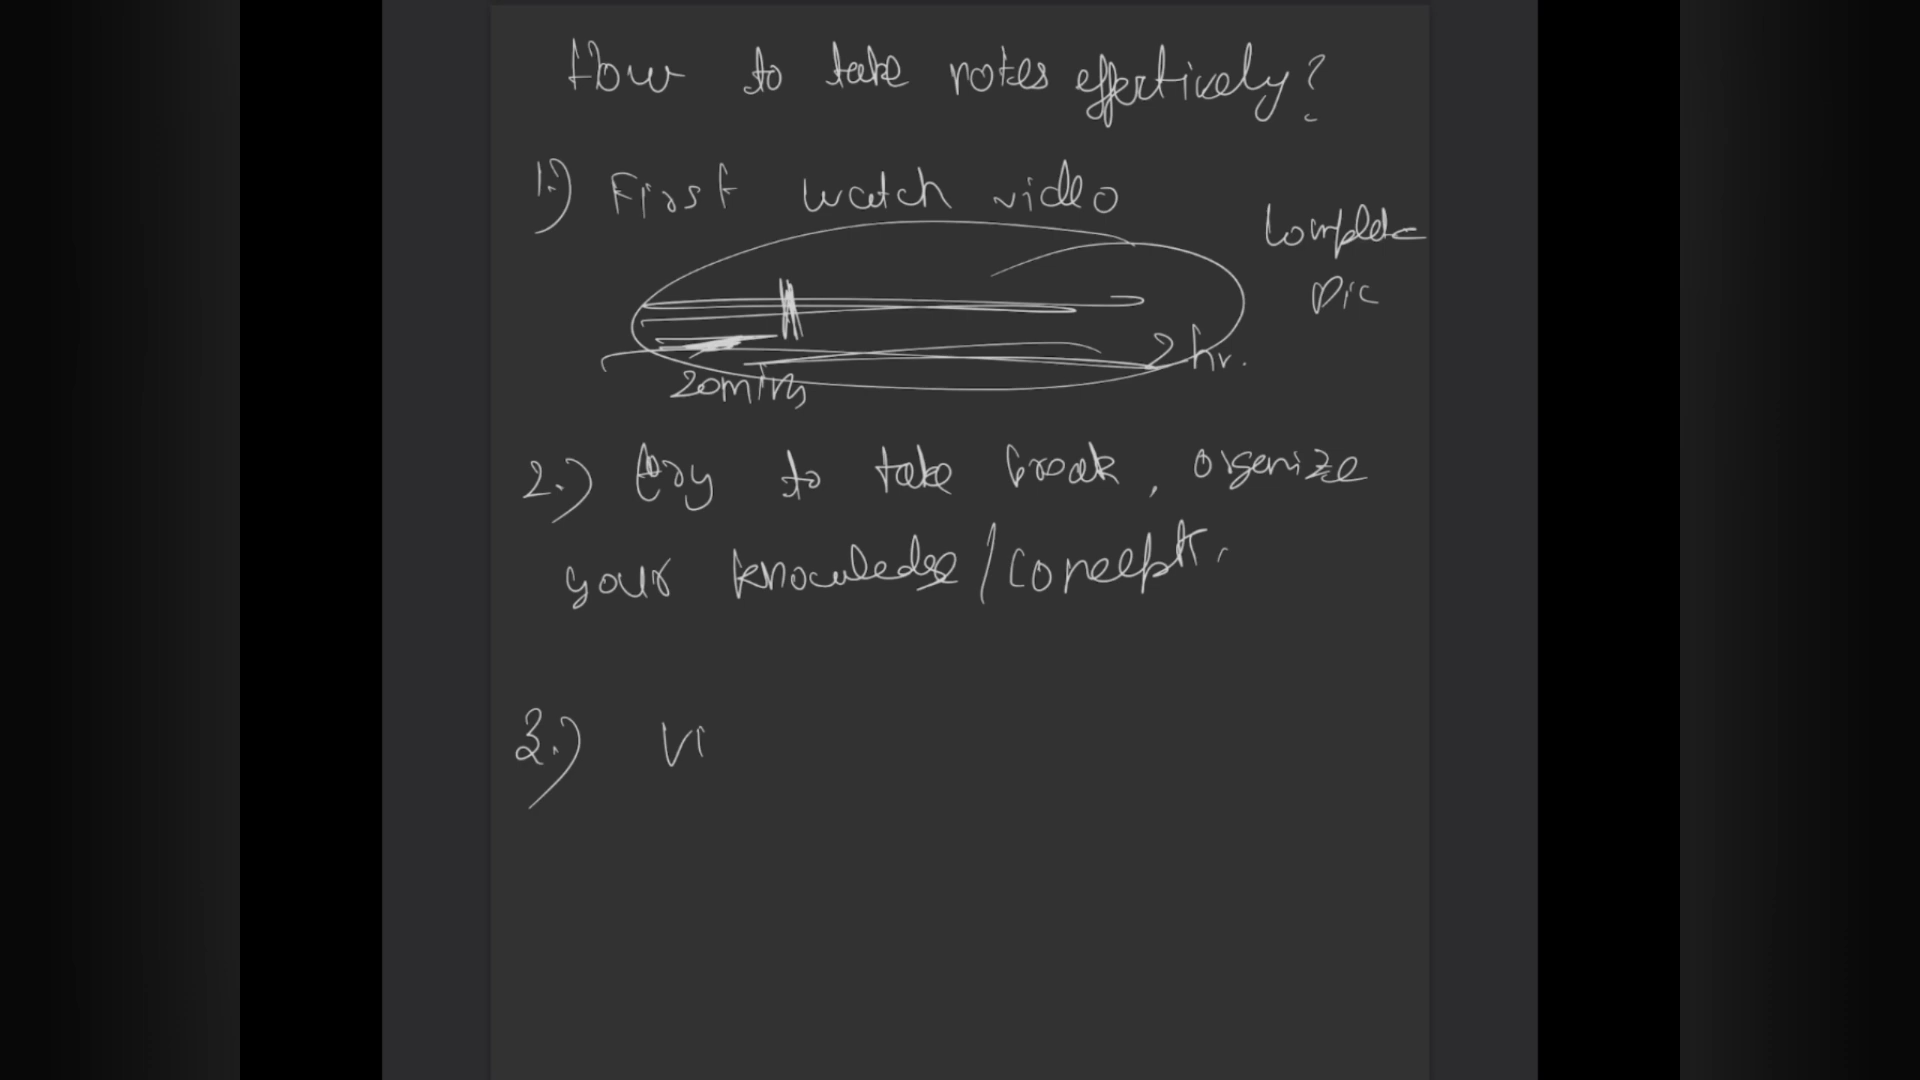 How to take notes effectively?
1.) First watch video
Complete
Pic
2 hr.
20mins
2.) try to take break, organize
your knowledge/concept.
3.) Vi